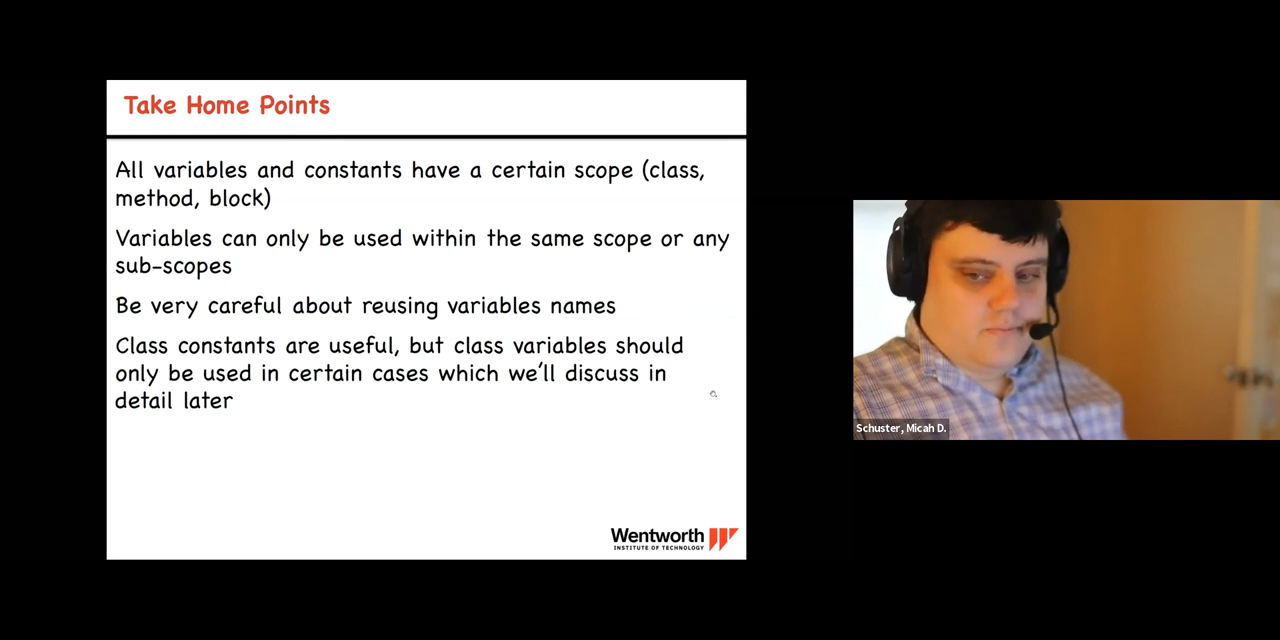 Take Home Points
All variables and constants have a certain scope (class,
method, block)
Variables can only be used within the same scope or any
sub-scopes
Be very careful about reusing variables names
Class constants are useful, but class variables should
only be used in certain cases which we'll discuss in
detail later
Wentworth
INSTITUTE OF TECHNOLOGY
Schuster, Micah D.